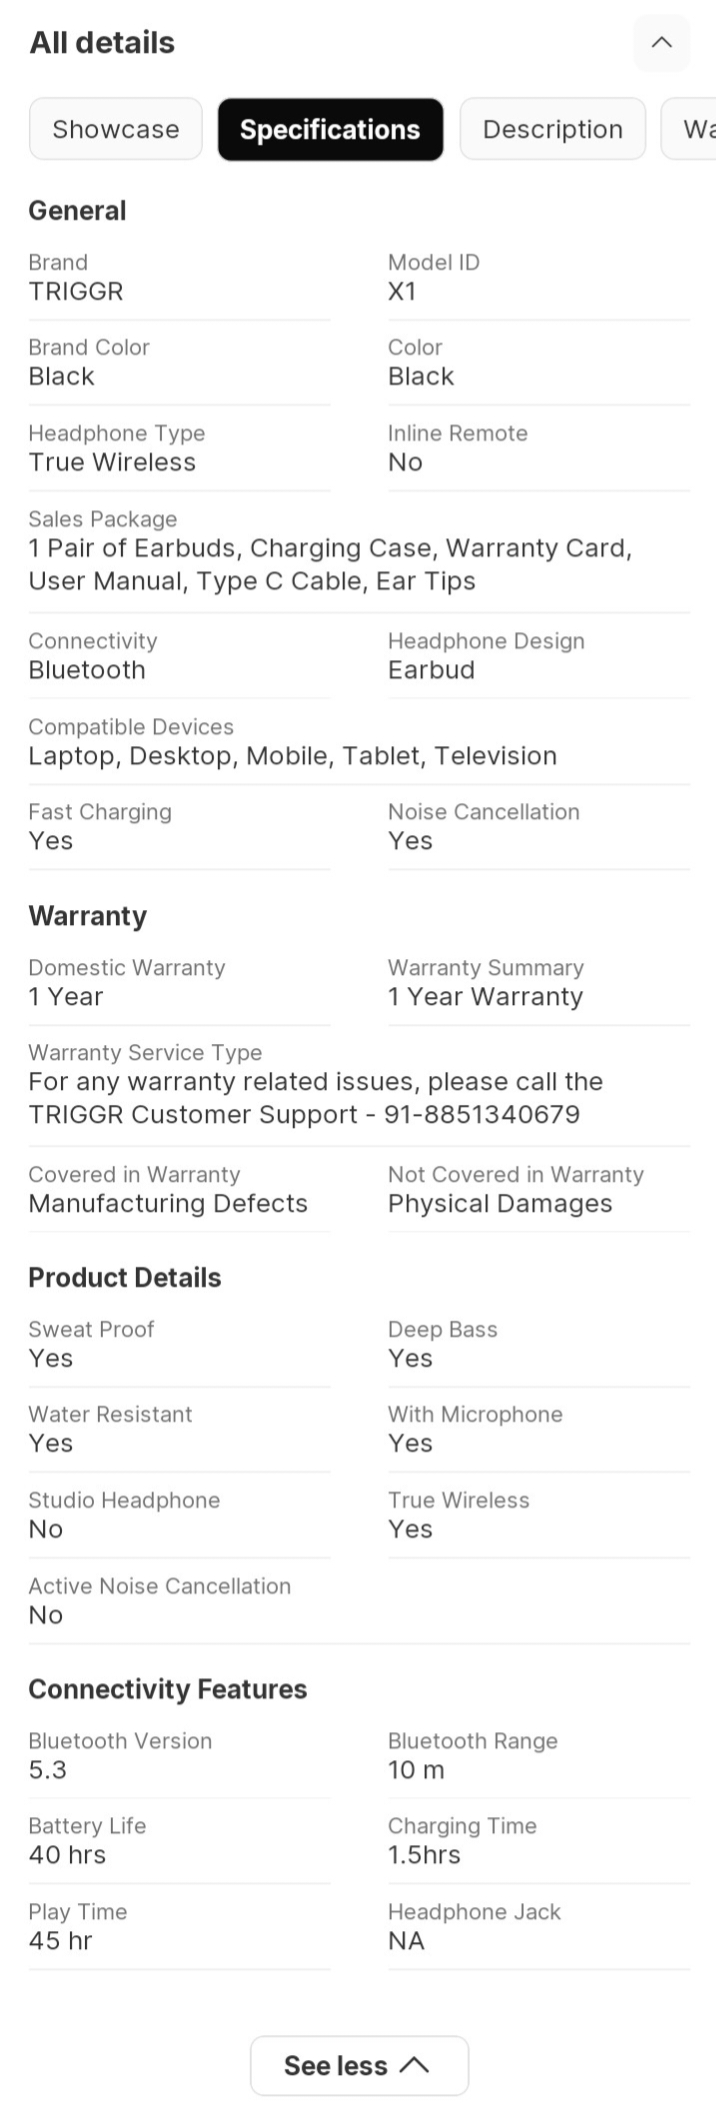 All details
Showcase
Specifications
Description
General
Brand
TRIGGR
Model ID
X1
Brand Color
Black
Color
Black
Headphone Type
True Wireless
Inline Remote
No
Sales Package
1 Pair of Earbuds, Charging Case, Warranty Card,
User Manual, Type C Cable, Ear Tips
Connectivity
Bluetooth
Headphone Design
Earbud
Compatible Devices
Laptop, Desktop, Mobile, Tablet, Television
Fast Charging
Yes
Noise Cancellation
Yes
Warranty
Domestic Warranty
1 Year
Warranty Summary
1 Year Warranty
Warranty Service Type
For any warranty related issues, please call the
TRIGGR Customer Support - 91-8851340679
Covered in Warranty
Manufacturing Defects
Not Covered in Warranty
Physical Damages
Product Details
Sweat Proof
Yes
Deep Bass
Yes
Water Resistant
Yes
With Microphone
Yes
Studio Headphone
No
True Wireless
Yes
Active Noise Cancellation
No
Connectivity Features
Bluetooth Version
5.3
Bluetooth Range
10 m
Battery Life
40 hrs
Charging Time
1.5hrs
Play Time
45 hr
Headphone Jack
NA
See less